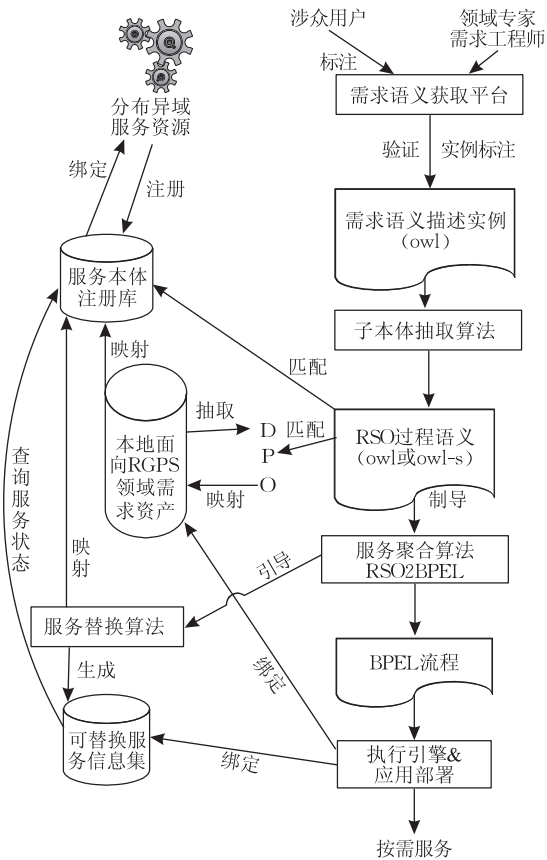 涉众用户
领域专家
需求工程师
标注
需求语义获取平台
分布异域
服务资源
验证
实例标注
绑定
注册
需求语义描述实例
(owl)
服务本体
注册库
子本体抽取算法
映射
匹配
抽取
D
P
O
匹配
映射
本地面
向RGPS
领域需
求资产
RSO过程语义
(owl或owl-s)
制导
查询服务状态
映射
服务聚合算法
RSO2BPEL
引导
服务替换算法
生成
绑定
BPEL流程
可替换服
务信息集
绑定
执行引擎&
应用部署
按需服务